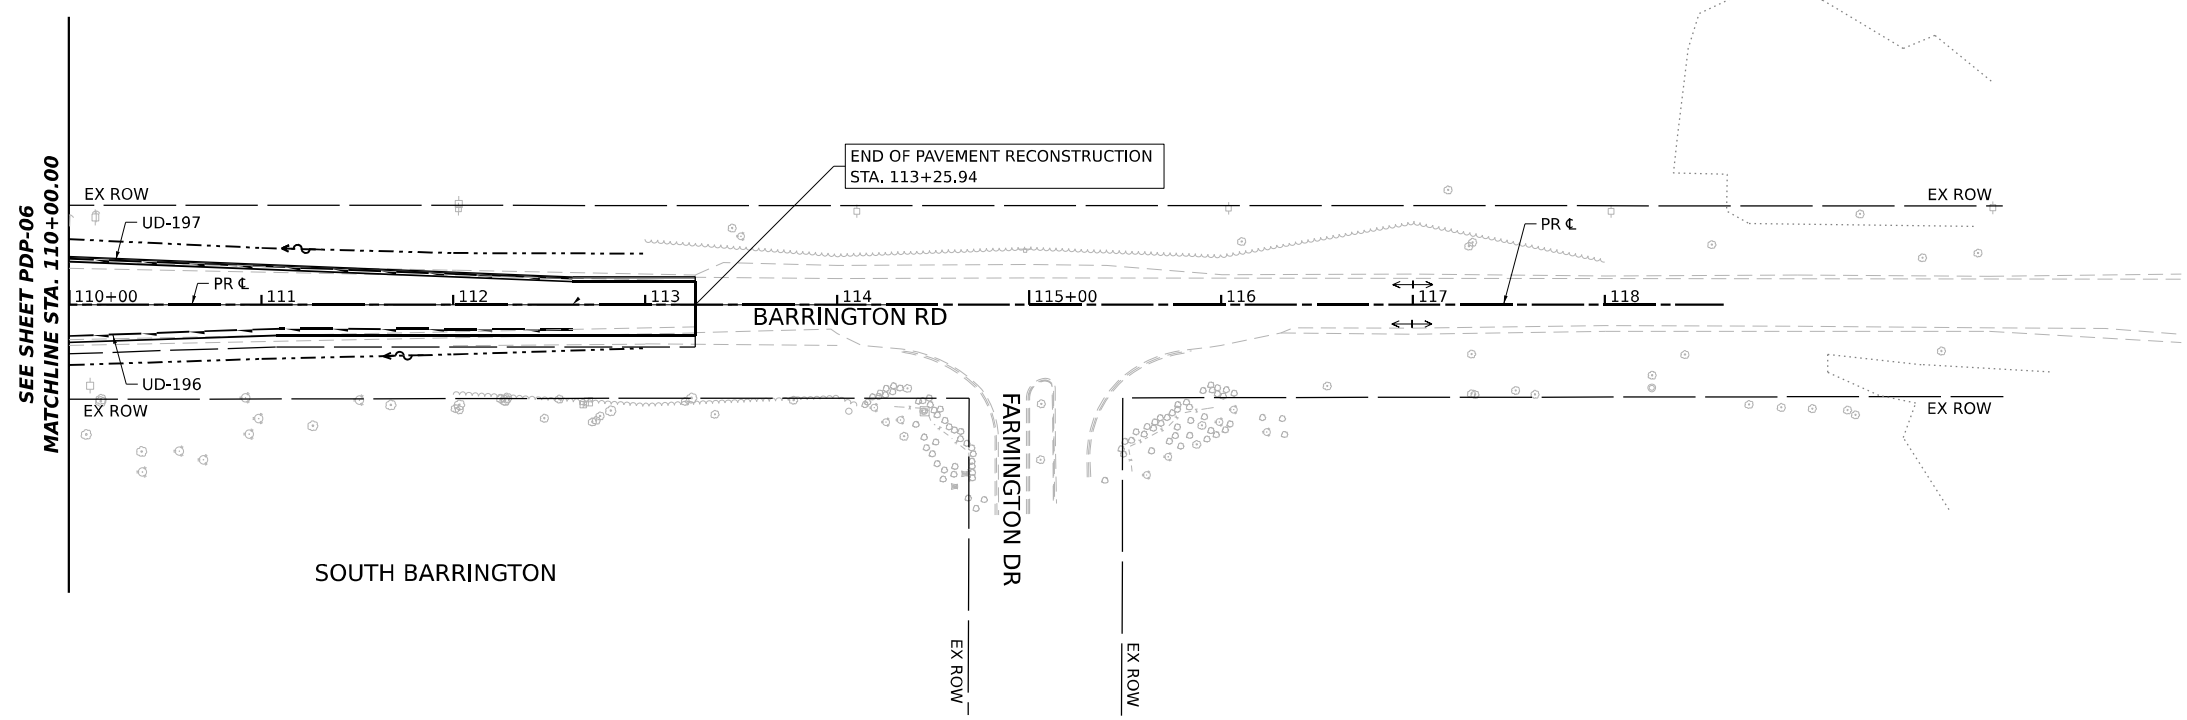 SEE SHEET PDP-06
MATCHLINE STA. 110+00.00
END OF PAVEMENT RECONSTRUCTION
STA. 113+25.94
EX ROW
EX ROW
UD-197
PR ℄
PR ℄
110+00
111
112
113
114
115+00
116
117
118
BARRINGTON RD
UD-196
EX ROW
EX ROW
FARMINGTON DR
SOUTH BARRINGTON
EX ROW
EX ROW